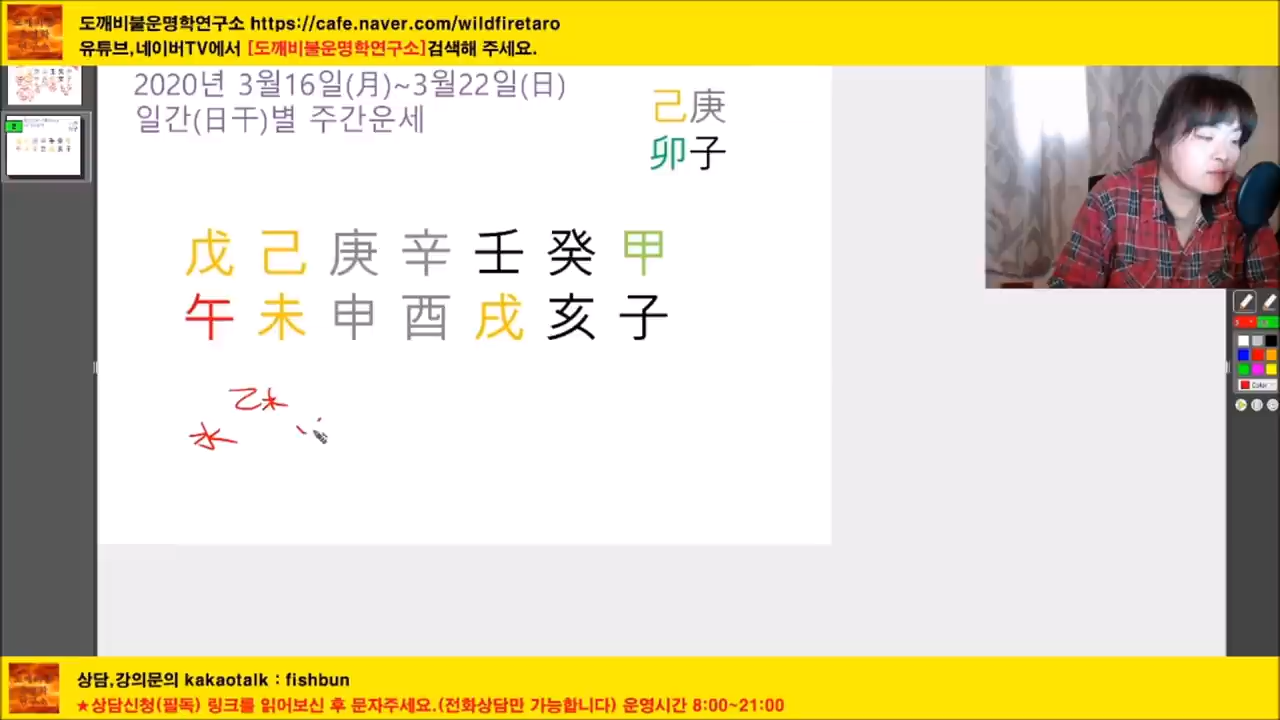 도깨비불운명학연구소 https://cafe.naver.com/wildfiretaro
유튜브,네이버TV에서 [도깨비불운명학연구소]검색해 주세요.
2020년 3월16일(月)~3월22일(日)
일간(日干)별 주간운세
己庚
卯子
戊己庚辛壬癸甲
午未申酉戌亥子
乙木
水
Color
상담,강의문의 kakaotalk : fishbun
★상담신청(필독) 링크를 읽어보신 후 문자주세요.(전화상담만 가능합니다) 운영시간 8:00~21:00